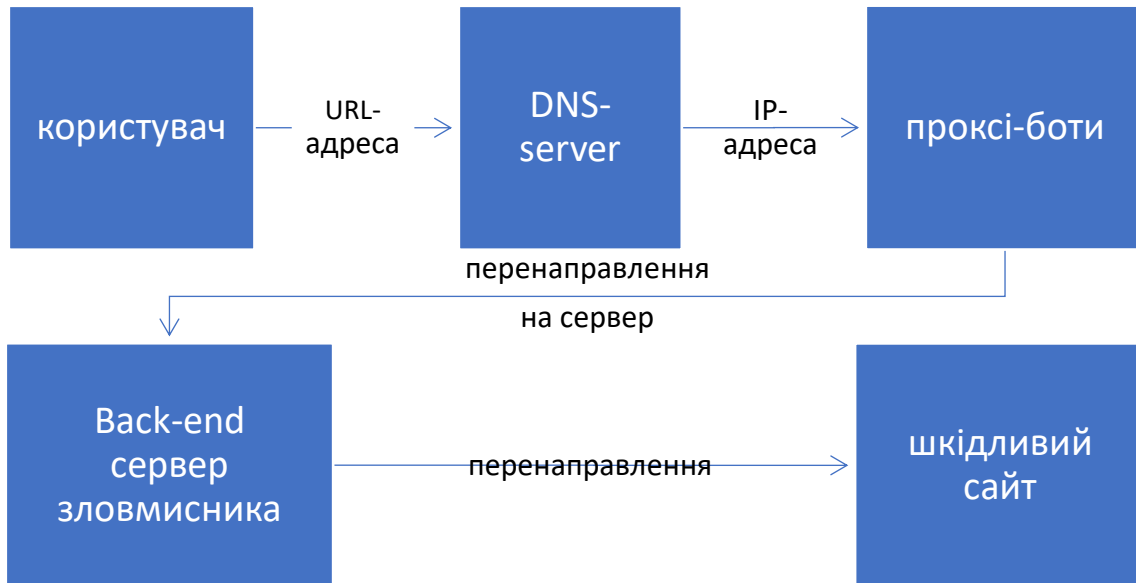 користувач
URL-
адреса
DNS-
server
IP-
адреса
проксі-боти
перенаправлення
на сервер
Back-end
сервер
зловмисника
перенаправлення
шкідливий
сайт